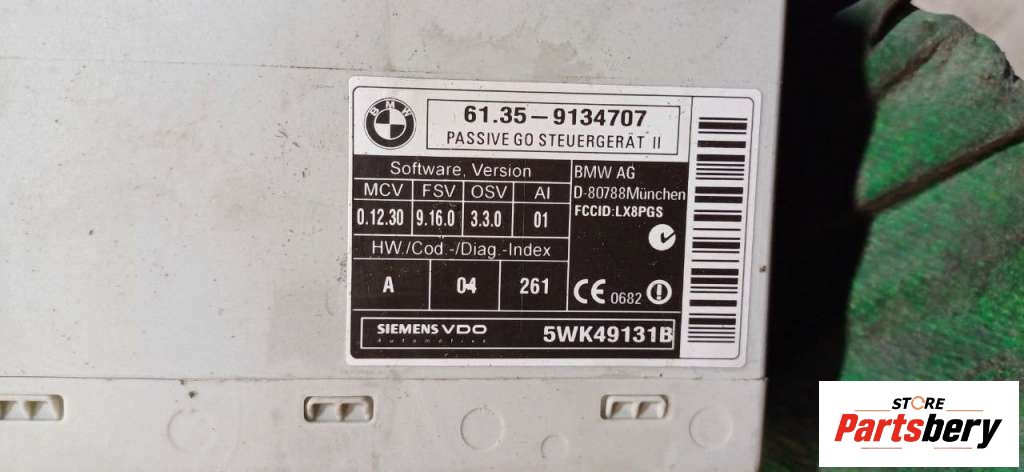 BMW
61.35-9134707
PASSIVE GO STEUERGERÄT II
Software, Version
MCV FSV OSV AI
0.12.30 9.16.0 3.3.0 01
HW./Cod.-/Diag.-Index
A 04 261
BMW AG
D-80788München
FCCID:LX8PGS
CE 0682
SIEMENS VDO
Automotive
5WK49131B
STORE
Partsbery